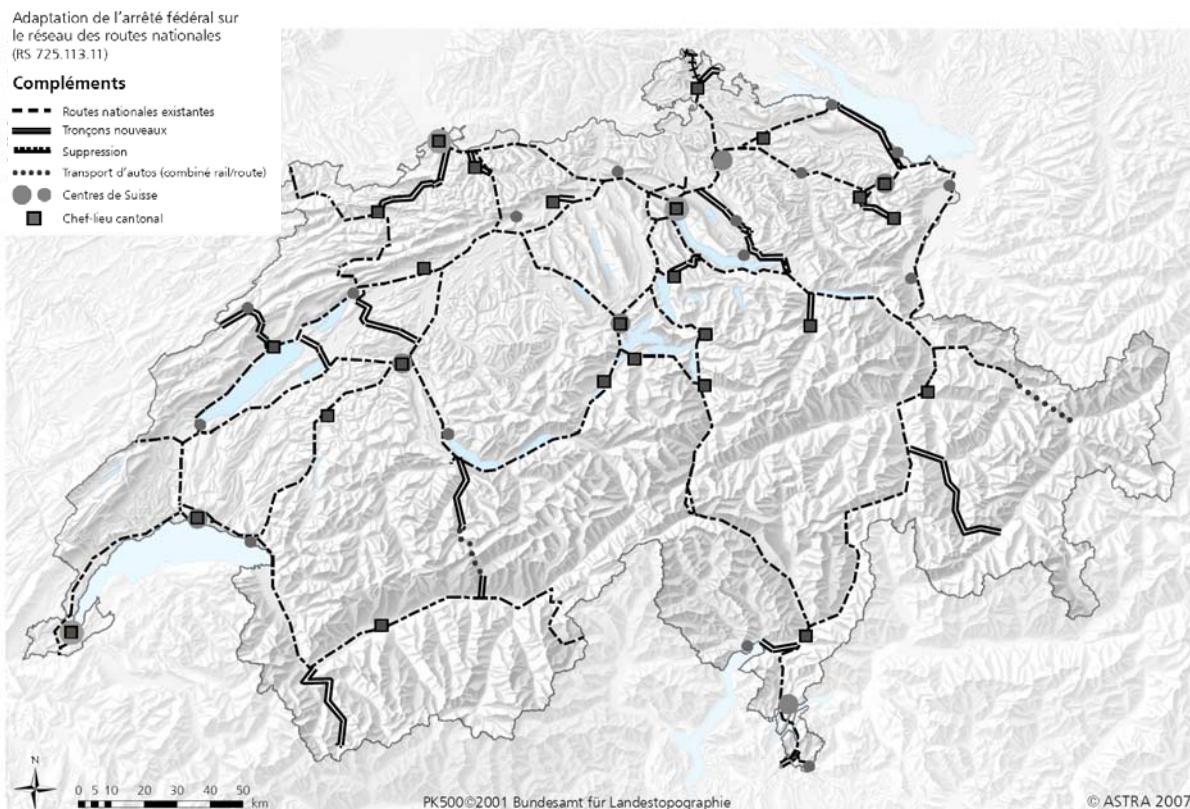 Adaptation de l'arrêté fédéral sur
le réseau des routes nationales
(RS 725.113.11)
Compléments
Routes nationales existantes
Tronçons nouveaux
Suppression
Transport d'autos (combiné rail/route)
Centres de Suisse
Chef-lieu cantonal
N
0 5 10 20 30 40 50
km
PK500©2001 Bundesamt für Landestopographie
© ASTRA 2007